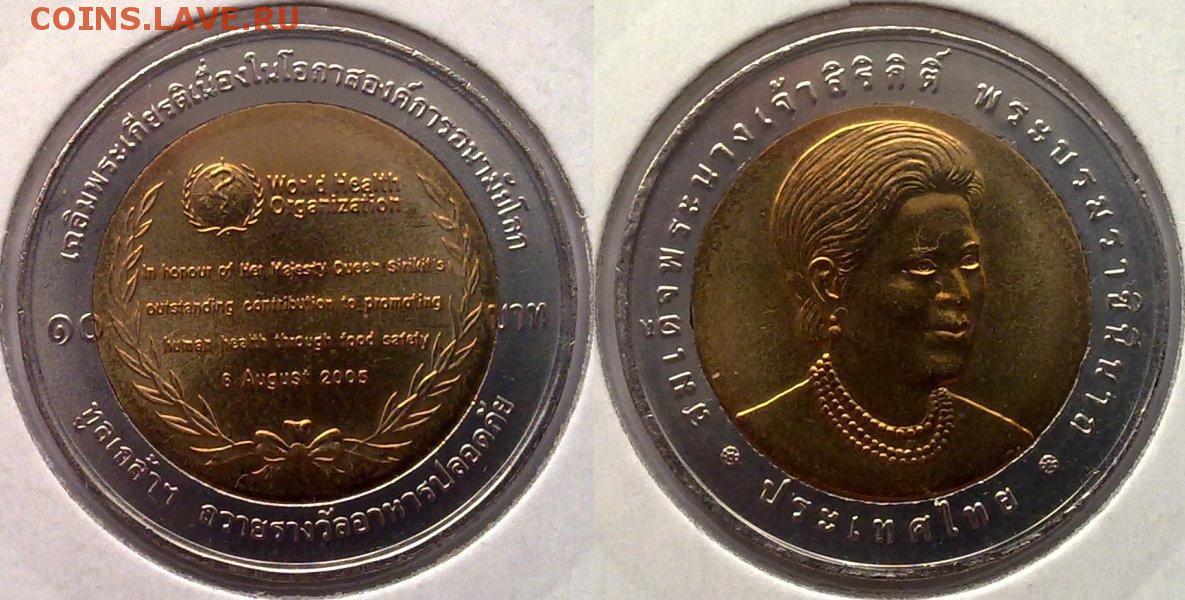 COINS.LAVE.RU
เฉลิมพระเกียรติเนื่องในโอกาสองค์การอนามัยโลก
World Health
Organization
In honour of Her Majesty Queen Sirikit's
outstanding contribution to promoting
human health through food safety
8 August 2005
๑๐ บาท
ทูลเกล้าฯ ถวายรางวัลอาหารปลอดภัย
สมเด็จพระนางเจ้าสิริกิติ์ พระบรมราชินีนาถ
ประเทศไทย